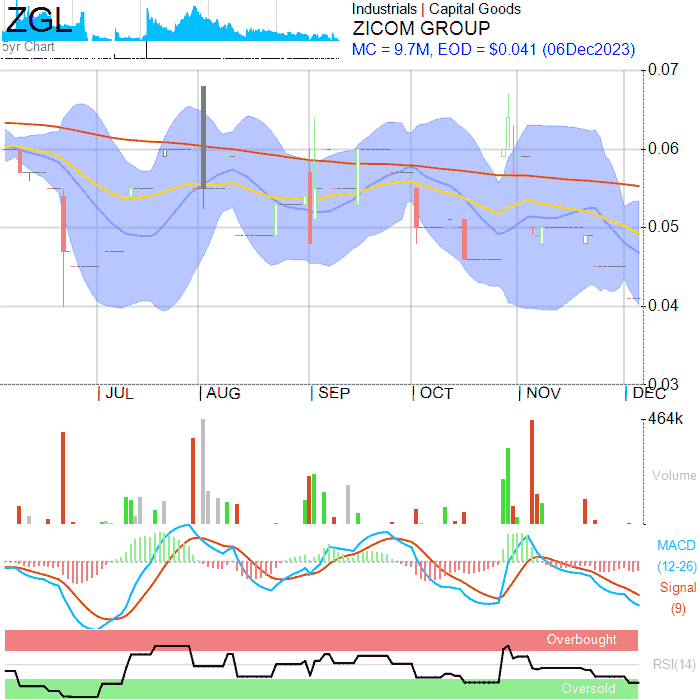 ZGL
5yr Chart
Industrials | Capital Goods
ZICOM GROUP
MC = 9.7M, EOD = $0.041 (06Dec2023)
0.07
0.06
0.05
0.04
0.03
JUL AUG SEP OCT NOV DEC
464k
Volume
MACD
(12-26)
Signal
(9)
Overbought
RSI(14)
Oversold